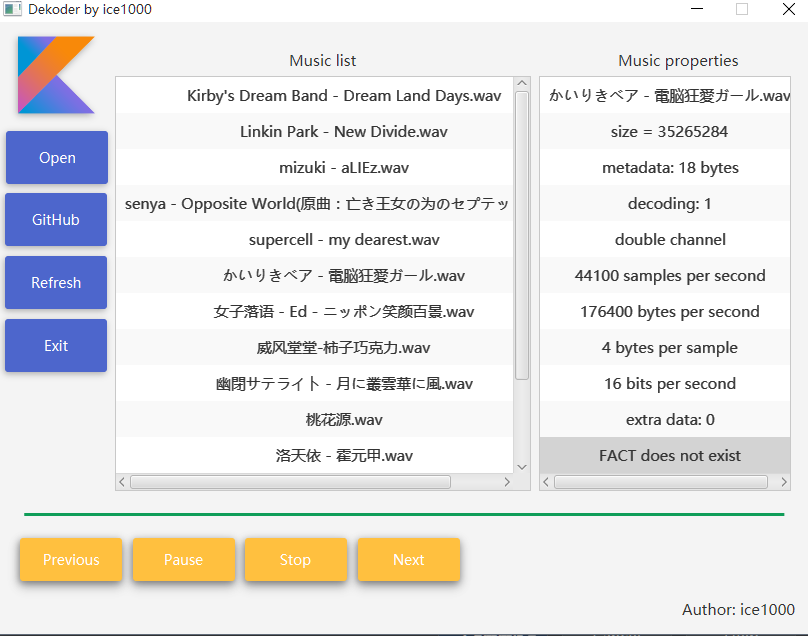 Dekoder by ice1000
Music list
Music properties
Open
GitHub
Refresh
Exit
Kirby's Dream Band - Dream Land Days.wav
Linkin Park - New Divide.wav
mizuki - aLIEz.wav
senya - Opposite World(原曲：亡き王女の为のセプテッ
supercell - my dearest.wav
かいりきベア - 電脳狂愛ガール.wav
女子落语 - Ed - ニッポン笑颜百景.wav
威风堂堂-柿子巧克力.wav
幽閉サテライト - 月に叢雲華に風.wav
桃花源.wav
洛天依 - 霍元甲.wav
かいりきベア - 電脳狂愛ガール.wav
size = 35265284
metadata: 18 bytes
decoding: 1
double channel
44100 samples per second
176400 bytes per second
4 bytes per sample
16 bits per second
extra data: 0
FACT does not exist
Previous
Pause
Stop
Next
Author: ice1000